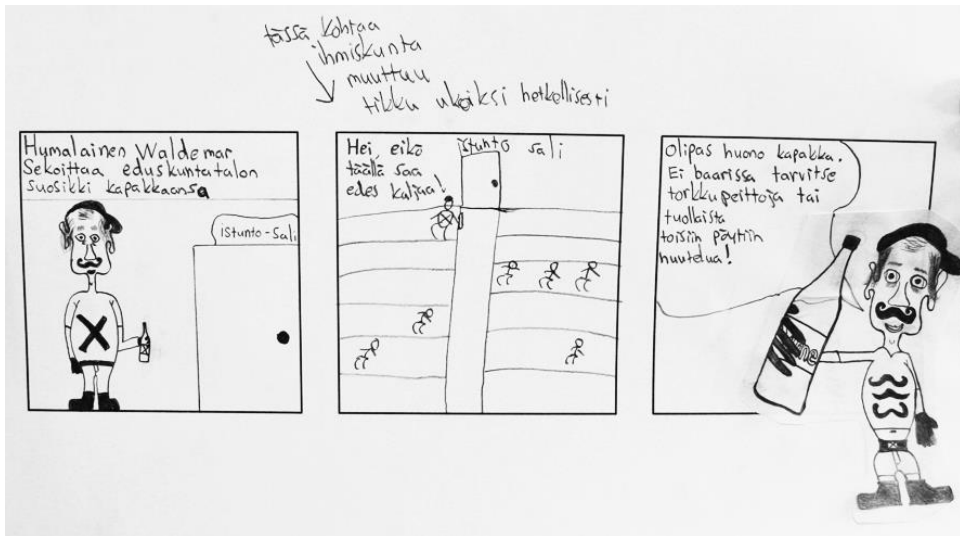 tässä kohtaa
ihmiskunta
muuttuu
tikku ukoiksi hetkellisesti
Humalainen Waldemar
Sekoittaa eduskuntatalon
suosikki kapakkaansa
istunto-sali
Hei, eikö
täällä saa
edes kaljaa!
istunto sali
Olipas huono kapakka.
Ei baarissa tarvitse
torkkupeittoja tai
tuollaista
toisiin pöytiin
huutelua!